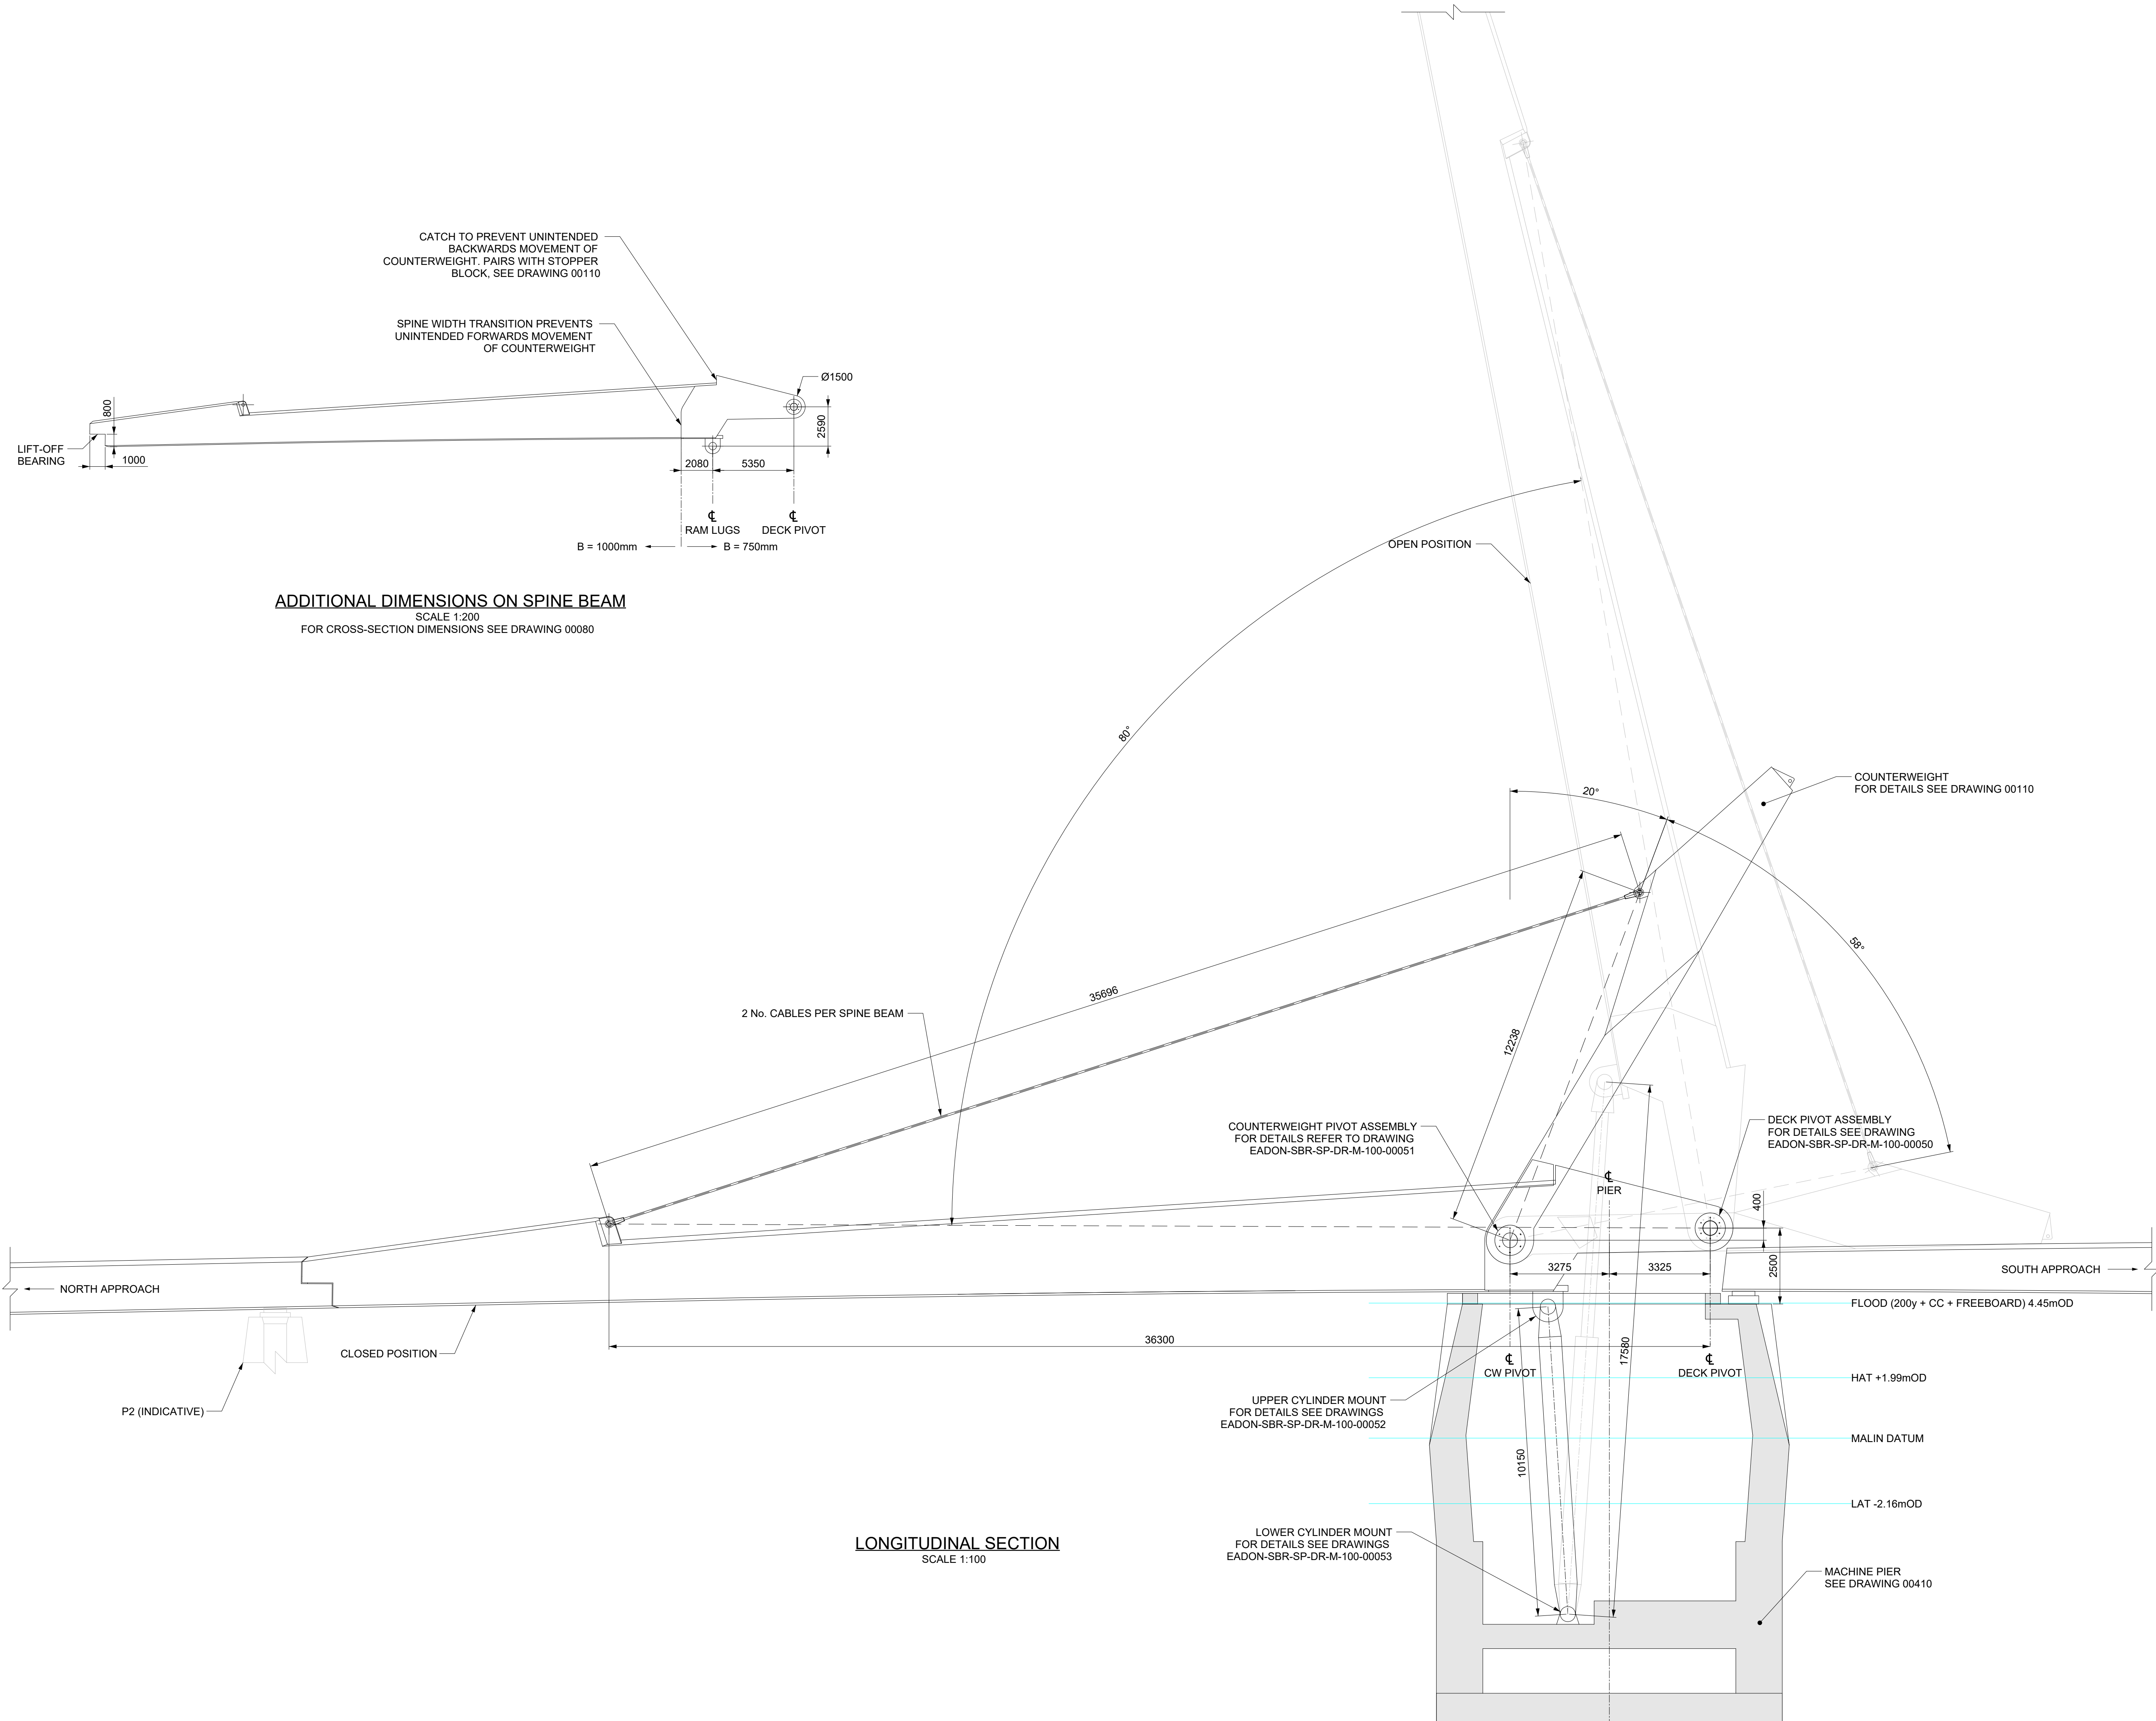 CATCH TO PREVENT UNINTENDED
BACKWARDS MOVEMENT OF
COUNTERWEIGHT. PAIRS WITH STOPPER
BLOCK, SEE DRAWING 00110
SPINE WIDTH TRANSITION PREVENTS
UNINTENDED FORWARDS MOVEMENT
OF COUNTERWEIGHT
Ø1500
800
2590
LIFT-OFF
BEARING
1000
2080
5350
℄
RAM LUGS
℄
DECK PIVOT
B = 1000mm
B = 750mm
ADDITIONAL DIMENSIONS ON SPINE BEAM
SCALE 1:200
FOR CROSS-SECTION DIMENSIONS SEE DRAWING 00080
OPEN POSITION
80°
20°
58°
COUNTERWEIGHT
FOR DETAILS SEE DRAWING 00110
35696
2 No. CABLES PER SPINE BEAM
12238
COUNTERWEIGHT PIVOT ASSEMBLY
FOR DETAILS REFER TO DRAWING
EADON-SBR-SP-DR-M-100-00051
DECK PIVOT ASSEMBLY
FOR DETAILS SEE DRAWING
EADON-SBR-SP-DR-M-100-00050
℄
PIER
400
2500
3275
3325
NORTH APPROACH
SOUTH APPROACH
FLOOD (200y + CC + FREEBOARD) 4.45mOD
36300
17580
CLOSED POSITION
℄
CW PIVOT
℄
DECK PIVOT
HAT +1.99mOD
P2 (INDICATIVE)
UPPER CYLINDER MOUNT
FOR DETAILS SEE DRAWINGS
EADON-SBR-SP-DR-M-100-00052
MALIN DATUM
10150
LAT -2.16mOD
LONGITUDINAL SECTION
SCALE 1:100
LOWER CYLINDER MOUNT
FOR DETAILS SEE DRAWINGS
EADON-SBR-SP-DR-M-100-00053
MACHINE PIER
SEE DRAWING 00410